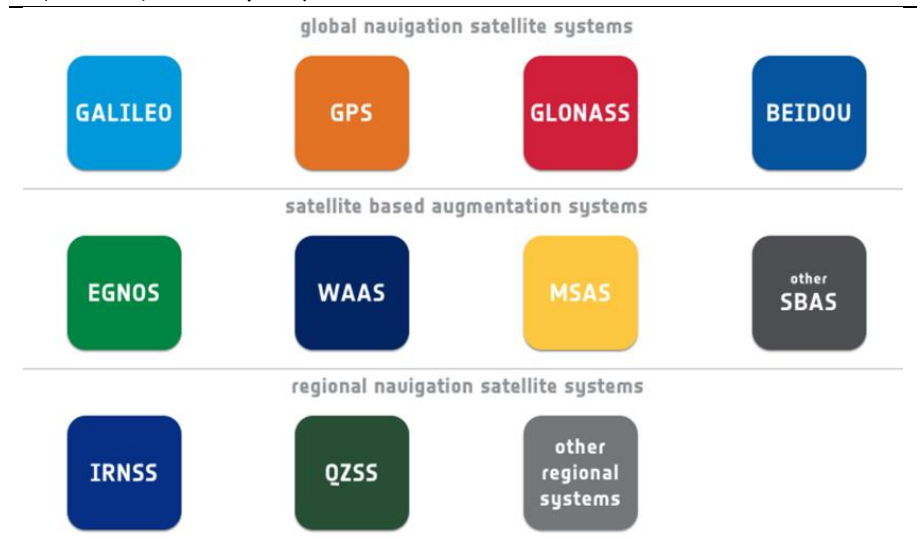 global navigation satellite systems
GALILEO
GPS
GLONASS
BEIDOU
satellite based augmentation systems
EGNOS
WAAS
MSAS
other
SBAS
regional navigation satellite systems
IRNSS
QZSS
other
regional
systems